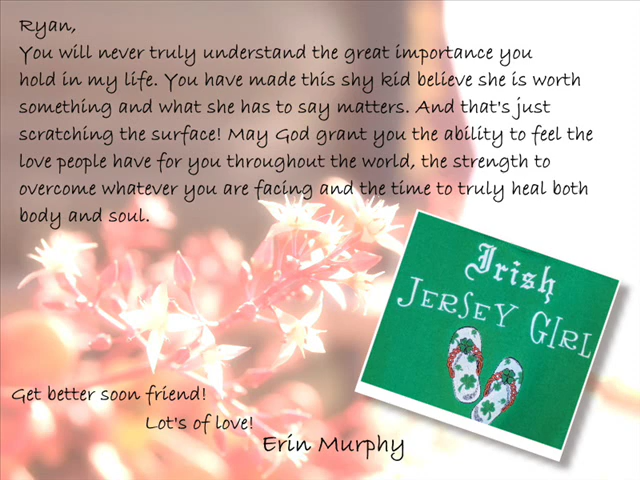 Ryan,
You will never truly understand the great importance you
hold in my life. You have made this shy kid believe she is worth
something and what she has to say matters. And that's just
scratching the surface! May God grant you the ability to feel the
love people have for you throughout the world, the strength to
overcome whatever you are facing and the time to truly heal both
body and soul.
Irish
JERSEY GIRL
Get better soon friend!
Lot's of love!
Erin Murphy